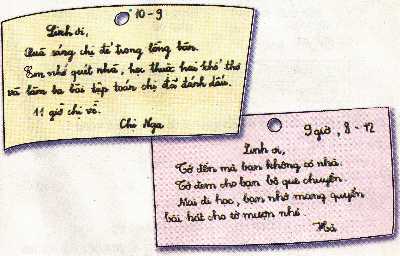 10 - 9
Linh ơi,
Quà sáng chị để trong lồng bàn.
Em nhớ quét nhà, học thuộc hai khổ thơ
và làm ba bài tập toán chị đã đánh dấu.
11 giờ chị về.
Chị Nga
9 giờ, 8 - 12
Linh ơi,
Tớ đến mà bạn không có nhà.
Tớ đem cho bạn bộ que chuyền.
Mai đi học, bạn nhớ mang quyển
bài hát cho tớ mượn nhé.
Hà